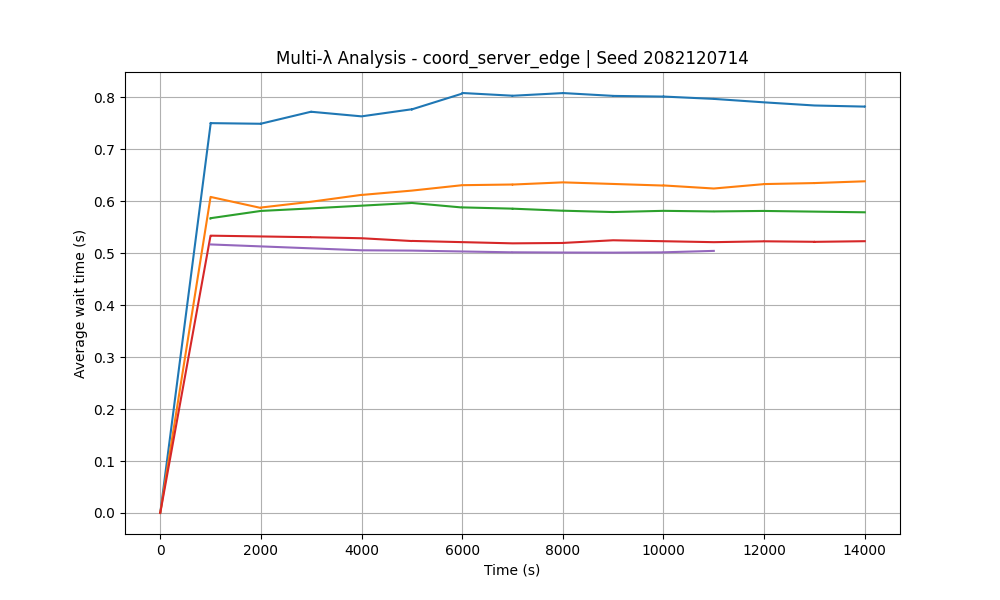 Multi-λ Analysis - coord_server_edge | Seed 2082120714
Average wait time (s)
0.8
0.7
0.6
0.5
0.4
0.3
0.2
0.1
0.0
0 2000 4000 6000 8000 10000 12000 14000
Time (s)